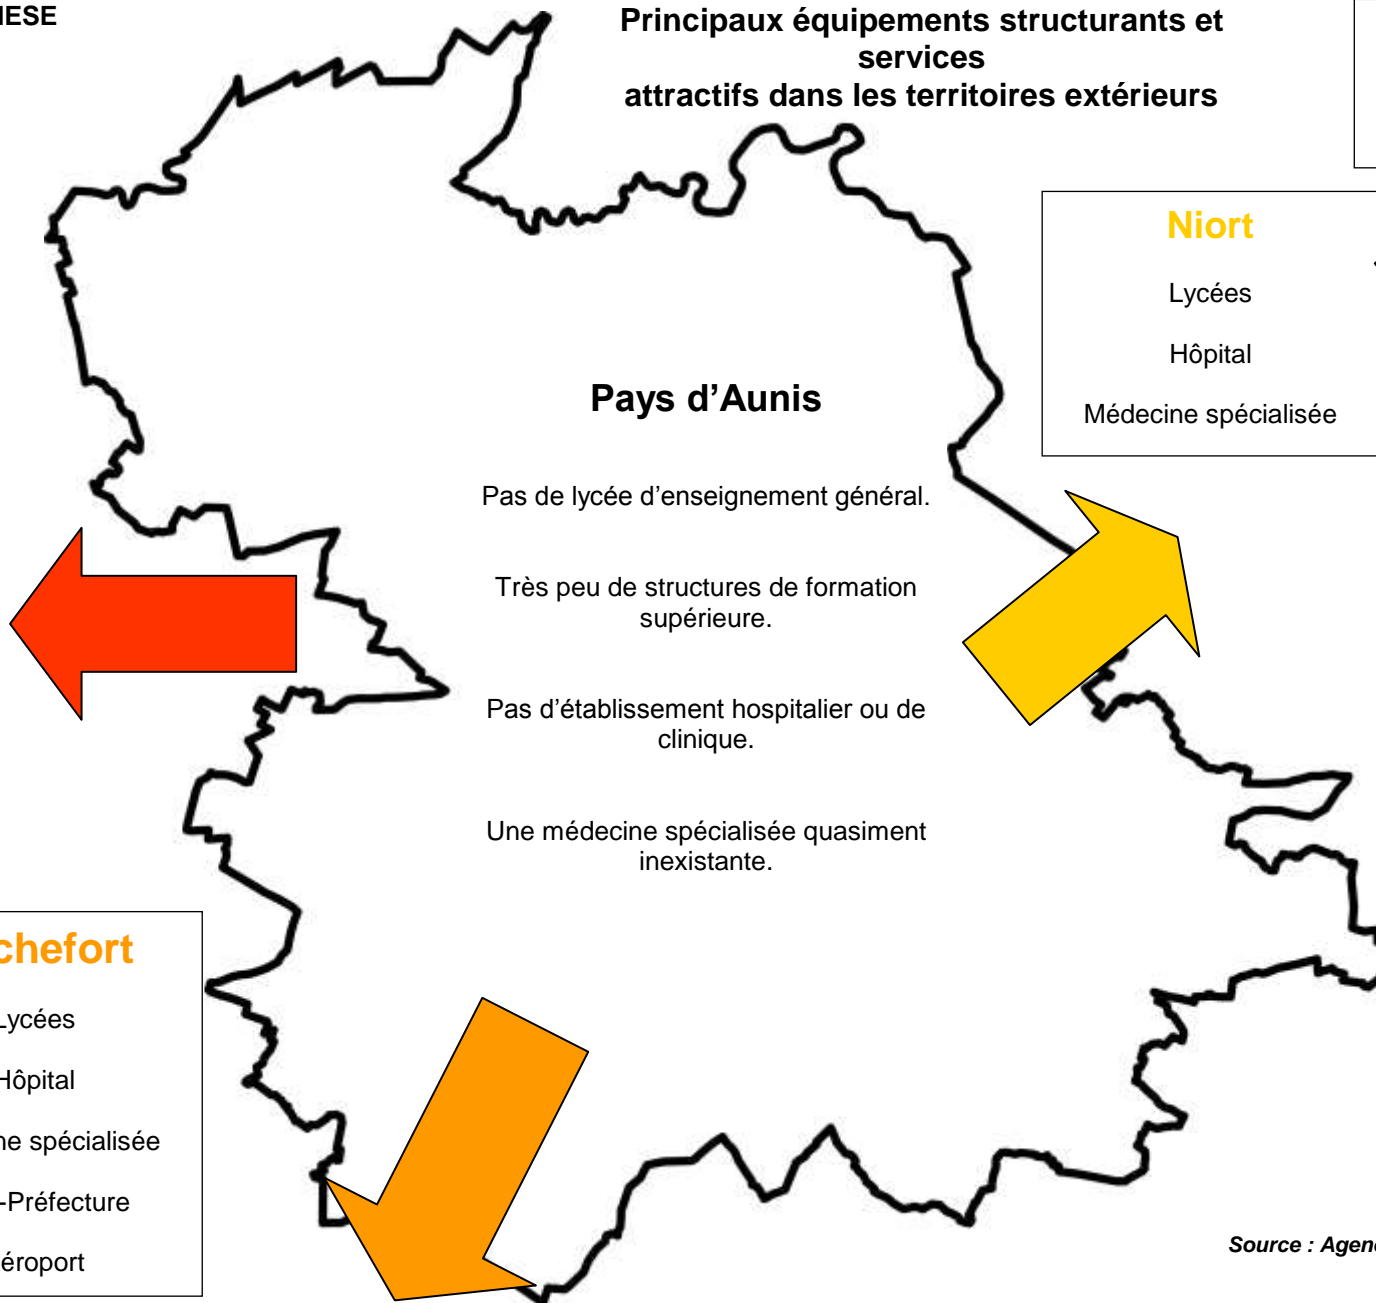 HESE
Principaux équipements structurants et
services
attractifs dans les territoires extérieurs
Niort
Lycées
Hôpital
Médecine spécialisée
Pays d’Aunis
Pas de lycée d’enseignement général.
Très peu de structures de formation
supérieure.
Pas d’établissement hospitalier ou de
clinique.
Une médecine spécialisée quasiment
inexistante.
chefort
Lycées
Hôpital
ne spécialisée
-Préfecture
éroport
Source : Agen